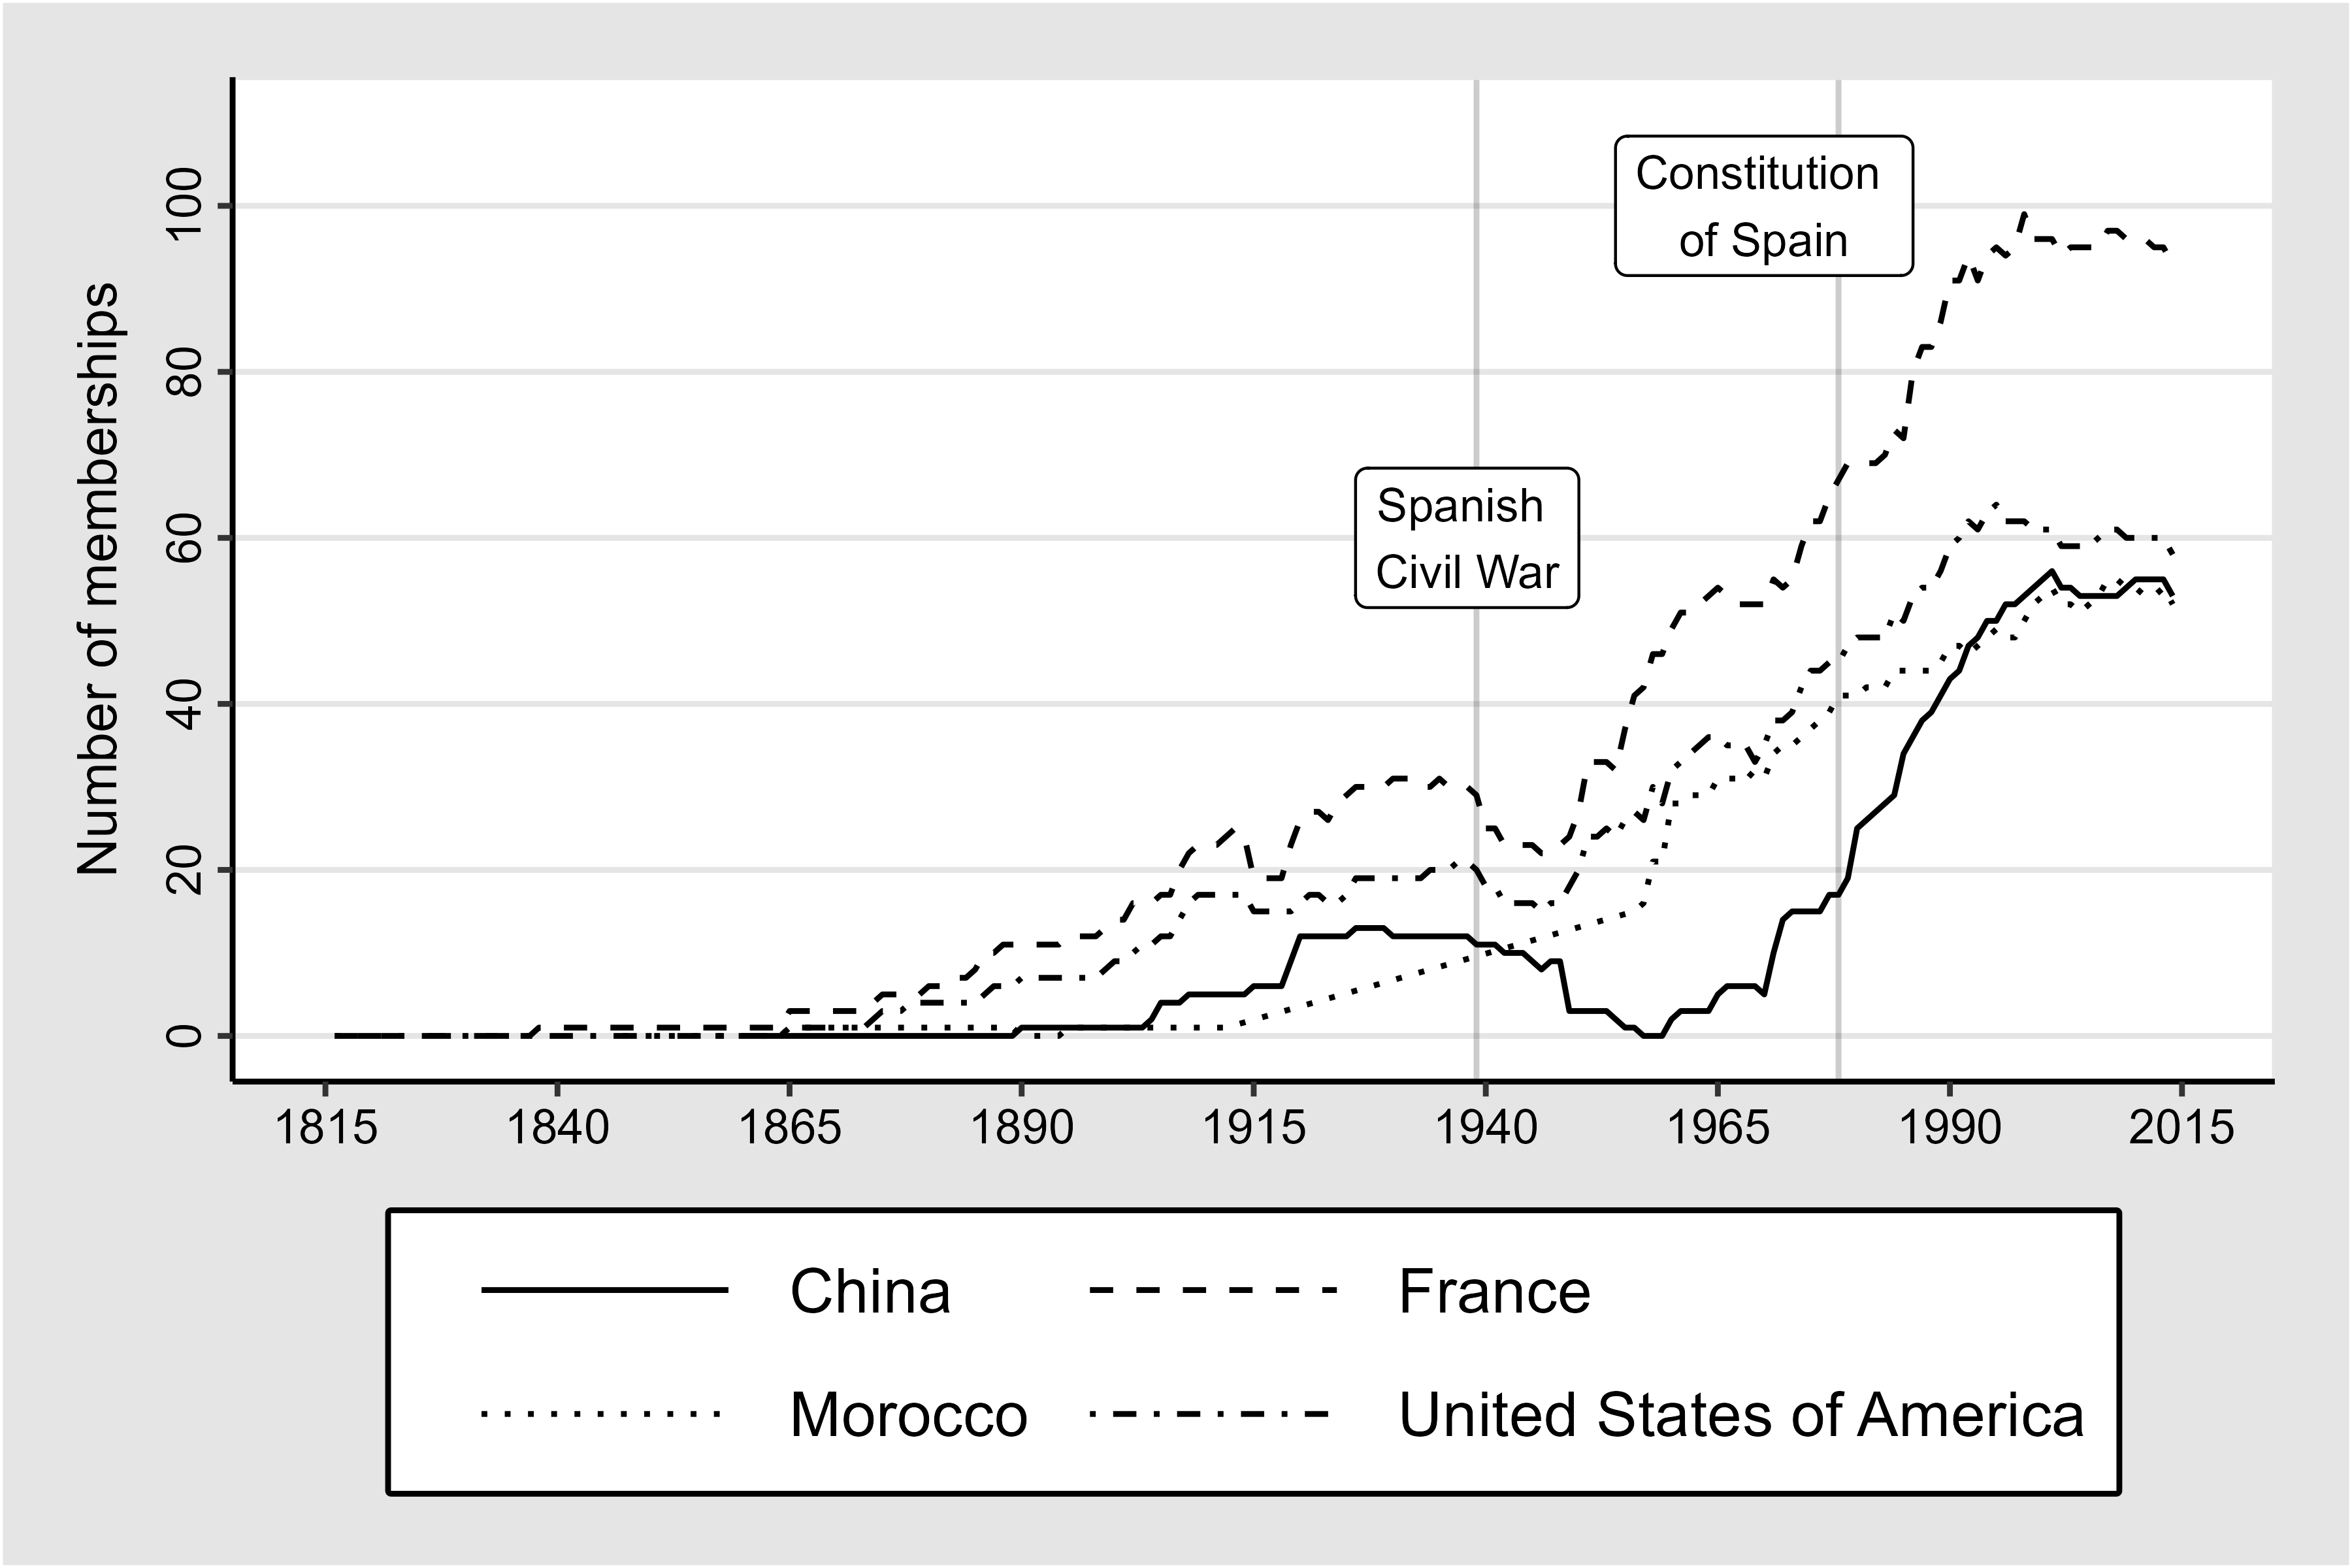 Number of memberships
100
80
60
40
20
0
Constitution
of Spain
Spanish
Civil War
1815 1840 1865 1890 1915 1940 1965 1990 2015
China France
Morocco United States of America